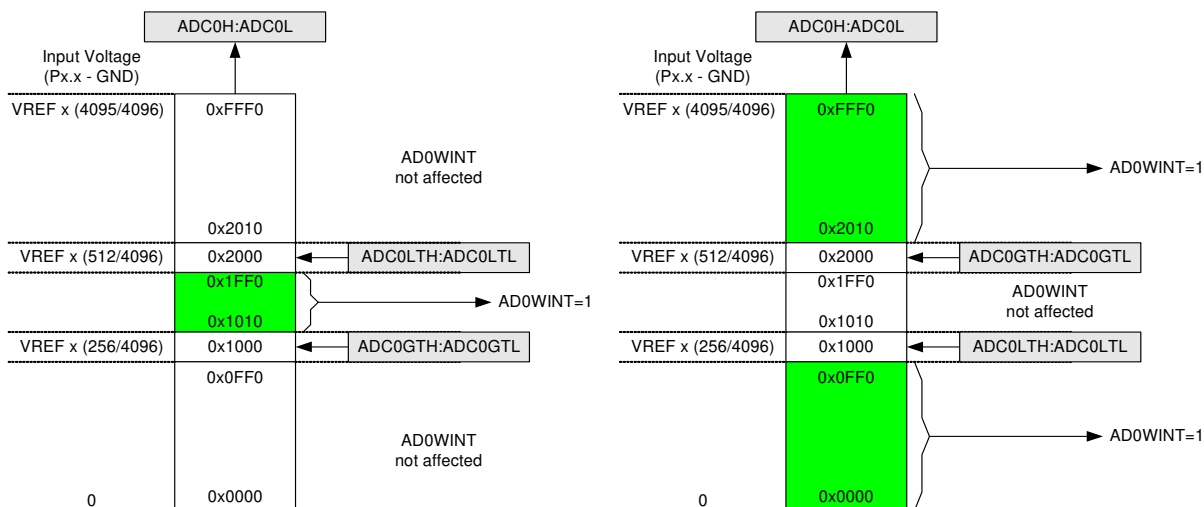 ADC0H:ADC0L
Input Voltage
(Px.x - GND)
VREF x (4095/4096)
0xFFF0
AD0WINT
not affected
0x2010
VREF x (512/4096)
0x2000
ADC0LTH:ADC0LTL
0x1FF0
AD0WINT=1
0x1010
VREF x (256/4096)
0x1000
ADC0GTH:ADC0GTL
0x0FF0
AD0WINT
not affected
0
0x0000
ADC0H:ADC0L
Input Voltage
(Px.x - GND)
VREF x (4095/4096)
0xFFF0
AD0WINT=1
0x2010
VREF x (512/4096)
0x2000
ADC0GTH:ADC0GTL
0x1FF0
AD0WINT
not affected
0x1010
VREF x (256/4096)
0x1000
ADC0LTH:ADC0LTL
0x0FF0
AD0WINT=1
0
0x0000